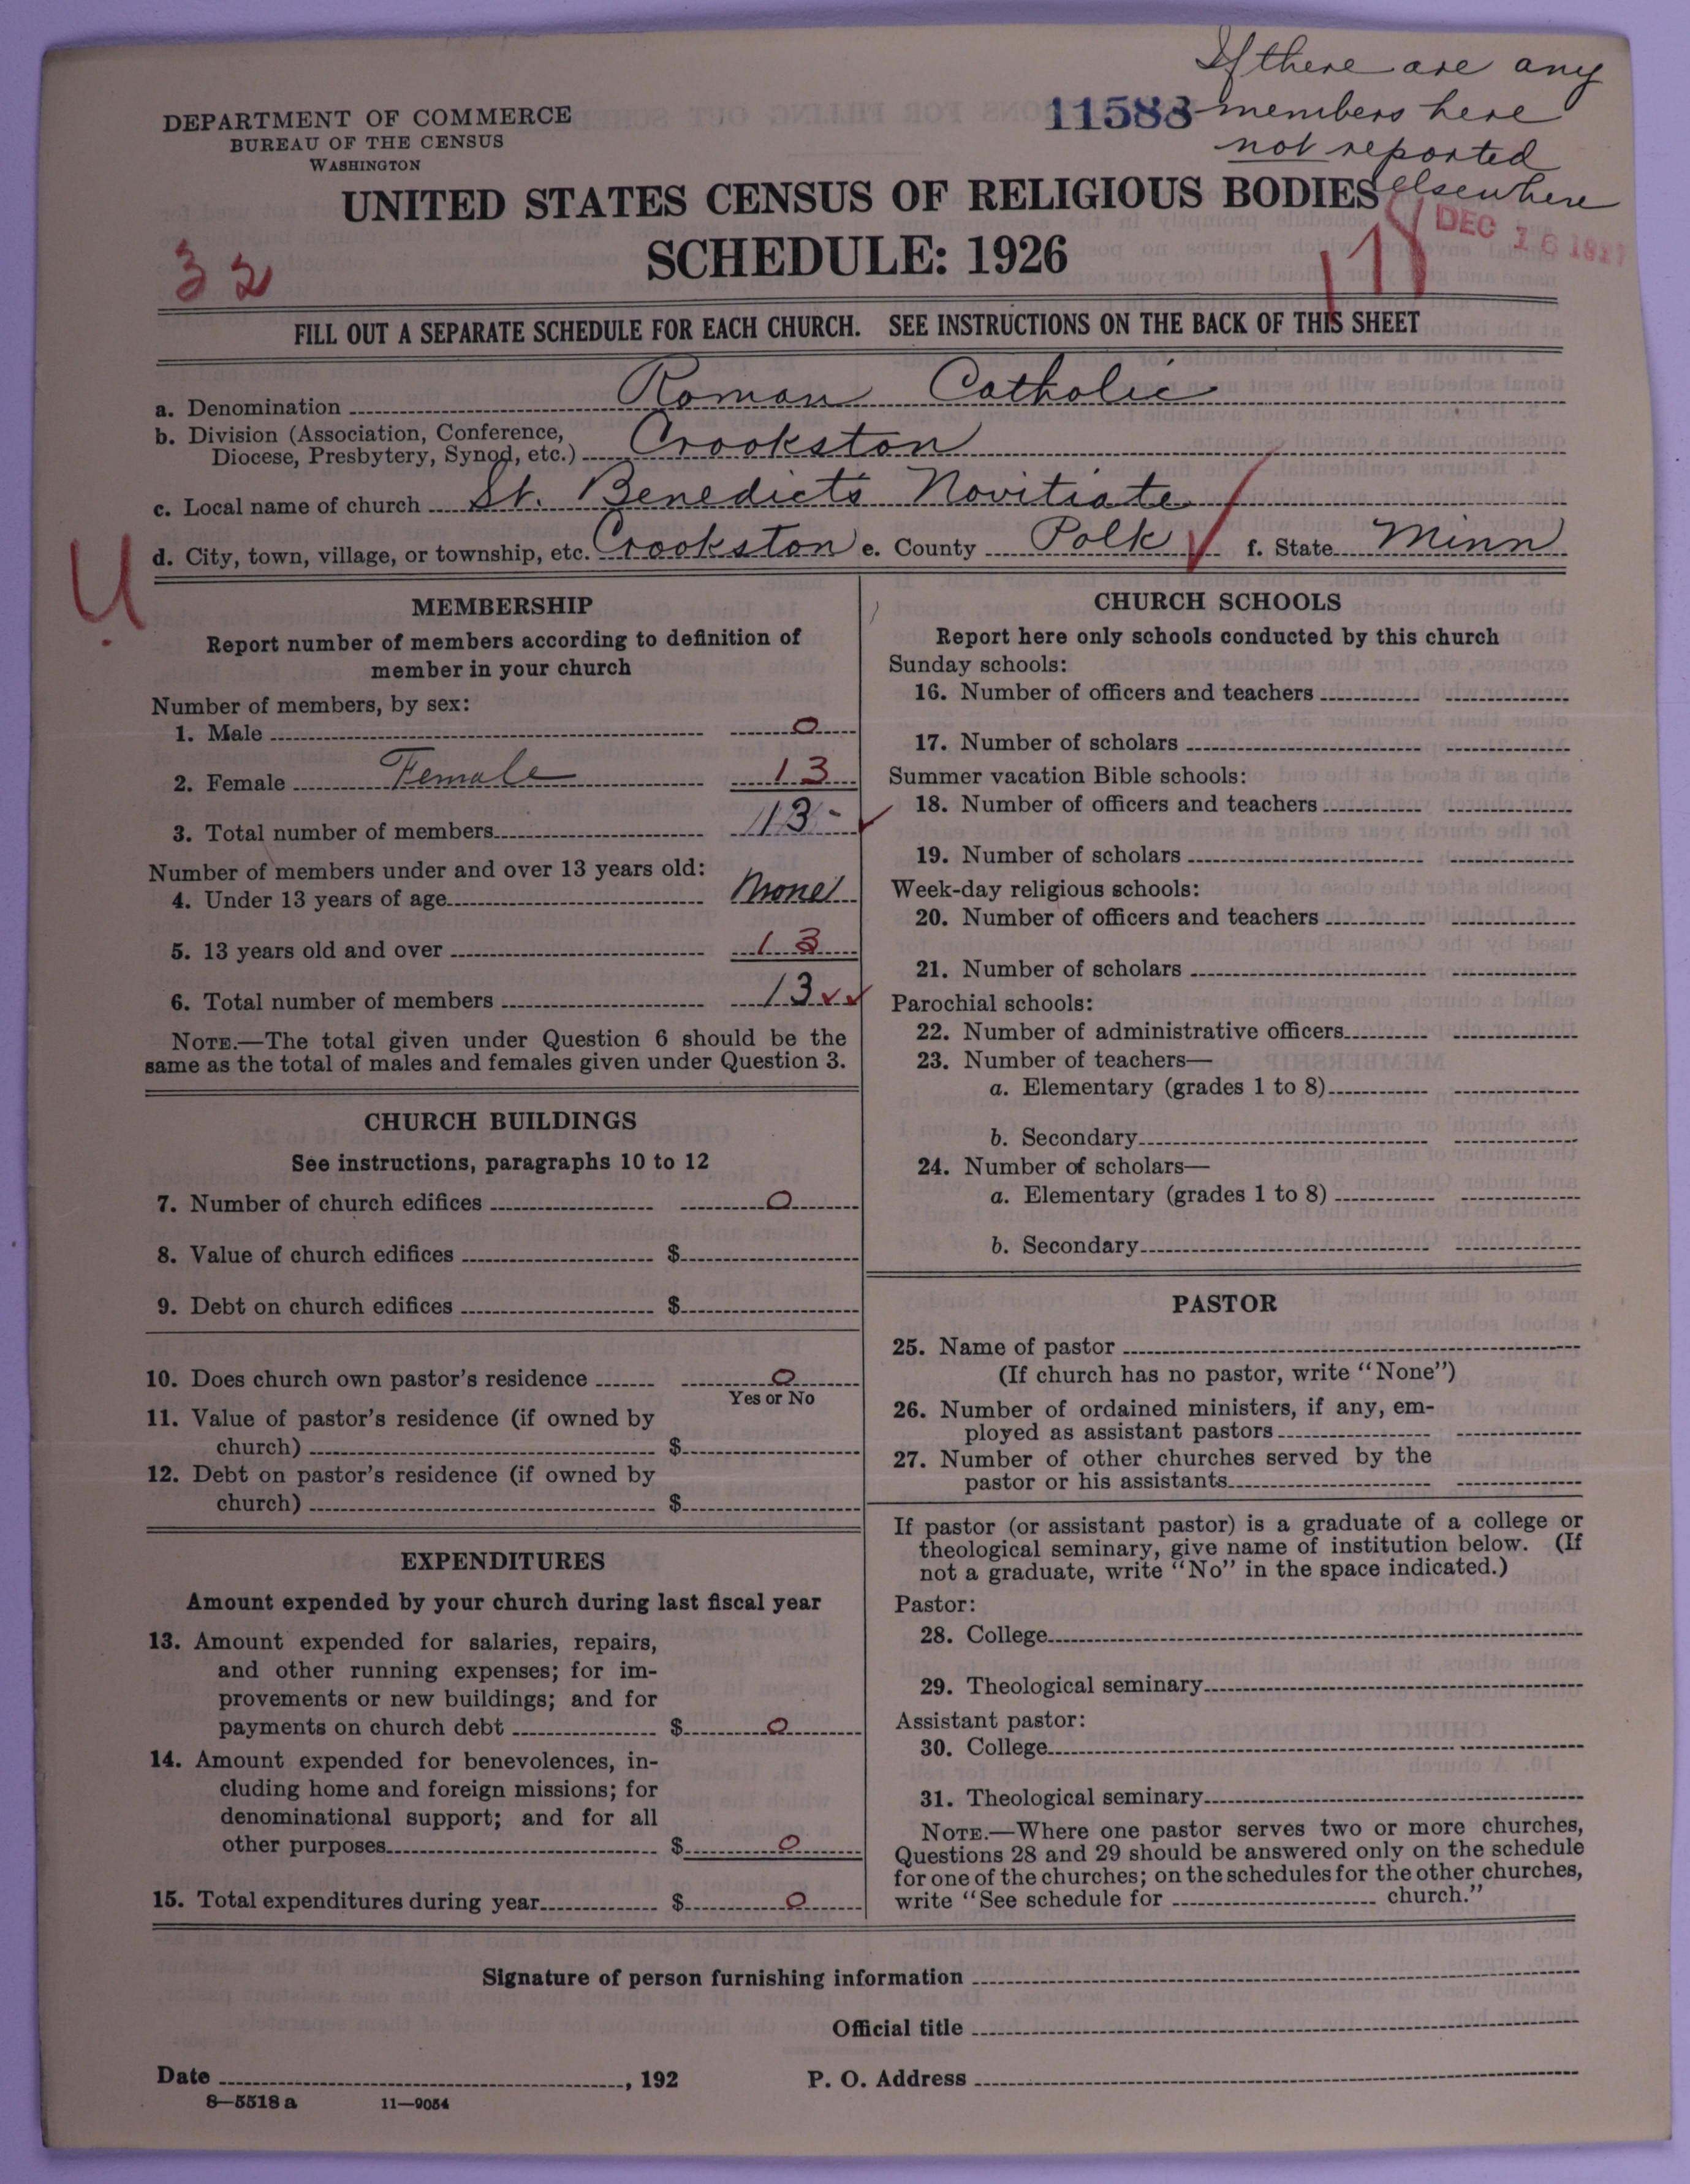 If there are any
members here
not reported
elsewhere
DEPARTMENT OF COMMERCE
BUREAU OF THE CENSUS
WASHINGTON
11588
UNITED STATES CENSUS OF RELIGIOUS BODIES
SCHEDULE: 1926
DEC 16 1927
32
FILL OUT A SEPARATE SCHEDULE FOR EACH CHURCH. SEE INSTRUCTIONS ON THE BACK OF THIS SHEET
a. Denomination Roman Catholic
b. Division (Association, Conference,
Diocese, Presbytery, Synod, etc.) Crookston
c. Local name of church St. Benedicts Novitiate
d. City, town, village, or township, etc. Crookston e. County Polk f. State Minn
U
MEMBERSHIP
Report number of members according to definition of
member in your church
Number of members, by sex:
1. Male 0
2. Female Female 13
3. Total number of members 13
Number of members under and over 13 years old:
4. Under 13 years of age None
5. 13 years old and over 13
6. Total number of members 13
NOTE.—The total given under Question 6 should be the
same as the total of males and females given under Question 3.
CHURCH BUILDINGS
See instructions, paragraphs 10 to 12
7. Number of church edifices 0
8. Value of church edifices $
9. Debt on church edifices $
10. Does church own pastor's residence 0
Yes or No
11. Value of pastor's residence (if owned by
church) $
12. Debt on pastor's residence (if owned by
church) $
EXPENDITURES
Amount expended by your church during last fiscal year
13. Amount expended for salaries, repairs,
and other running expenses; for im-
provements or new buildings; and for
payments on church debt $ 0
14. Amount expended for benevolences, in-
cluding home and foreign missions; for
denominational support; and for all
other purposes $ 0
15. Total expenditures during year $ 0
CHURCH SCHOOLS
Report here only schools conducted by this church
Sunday schools:
16. Number of officers and teachers
17. Number of scholars
Summer vacation Bible schools:
18. Number of officers and teachers
19. Number of scholars
Week-day religious schools:
20. Number of officers and teachers
21. Number of scholars
Parochial schools:
22. Number of administrative officers
23. Number of teachers—
a. Elementary (grades 1 to 8)
b. Secondary
24. Number of scholars—
a. Elementary (grades 1 to 8)
b. Secondary
PASTOR
25. Name of pastor
(If church has no pastor, write "None")
26. Number of ordained ministers, if any, em-
ployed as assistant pastors
27. Number of other churches served by the
pastor or his assistants
If pastor (or assistant pastor) is a graduate of a college or
theological seminary, give name of institution below. (If
not a graduate, write "No" in the space indicated.)
Pastor:
28. College
29. Theological seminary
Assistant pastor:
30. College
31. Theological seminary
NOTE.—Where one pastor serves two or more churches,
Questions 28 and 29 should be answered only on the schedule
for one of the churches; on the schedules for the other churches,
write "See schedule for church."
Signature of person furnishing information
Official title
Date , 192
P. O. Address
8—5518 a 11—9054